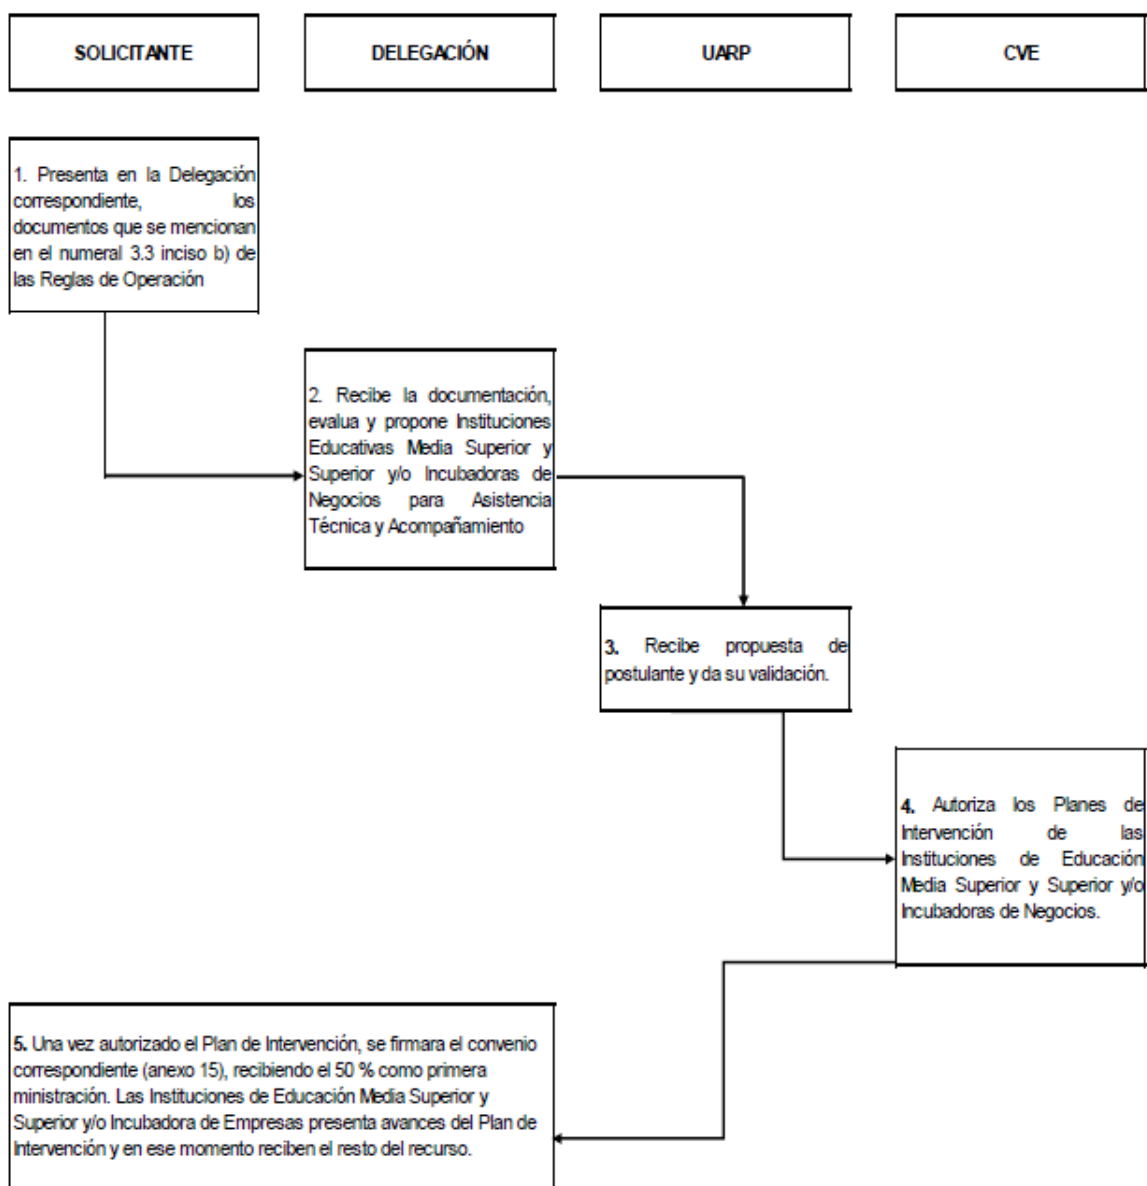 SOLICITANTE
DELEGACIÓN
UARP
CVE
1. Presenta en la Delegación
correspondiente, los
documentos que se mencionan
en el numeral 3.3 inciso b) de
las Reglas de Operación
2. Recibe la documentación,
evalua y propone Instituciones
Educativas Media Superior y
Superior y/o Incubadoras de
Negocios para Asistencia
Técnica y Acompañamiento
3. Recibe propuesta de
postulante y da su validación.
4. Autoriza los Planes de
Intervención de las
Instituciones de Educación
Media Superior y Superior y/o
Incubadoras de Negocios.
5. Una vez autorizado el Plan de Intervención, se firmara el convenio
correspondiente (anexo 15), recibiendo el 50 % como primera
ministración. Las Instituciones de Educación Media Superior y
Superior y/o Incubadora de Empresas presenta avances del Plan de
Intervención y en ese momento reciben el resto del recurso.